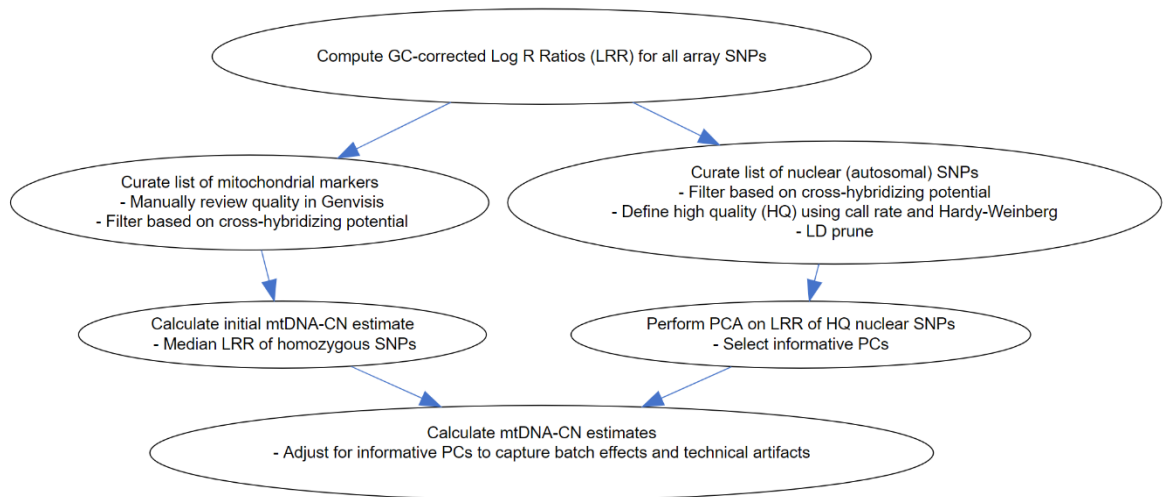 Compute GC-corrected Log R Ratios (LRR) for all array SNPs
Curate list of mitochondrial markers
- Manually review quality in Genvisis
- Filter based on cross-hybridizing potential
Curate list of nuclear (autosomal) SNPs
- Filter based on cross-hybridizing potential
- Define high quality (HQ) using call rate and Hardy-Weinberg
- LD prune
Calculate initial mtDNA-CN estimate
- Median LRR of homozygous SNPs
Perform PCA on LRR of HQ nuclear SNPs
- Select informative PCs
Calculate mtDNA-CN estimates
- Adjust for informative PCs to capture batch effects and technical artifacts